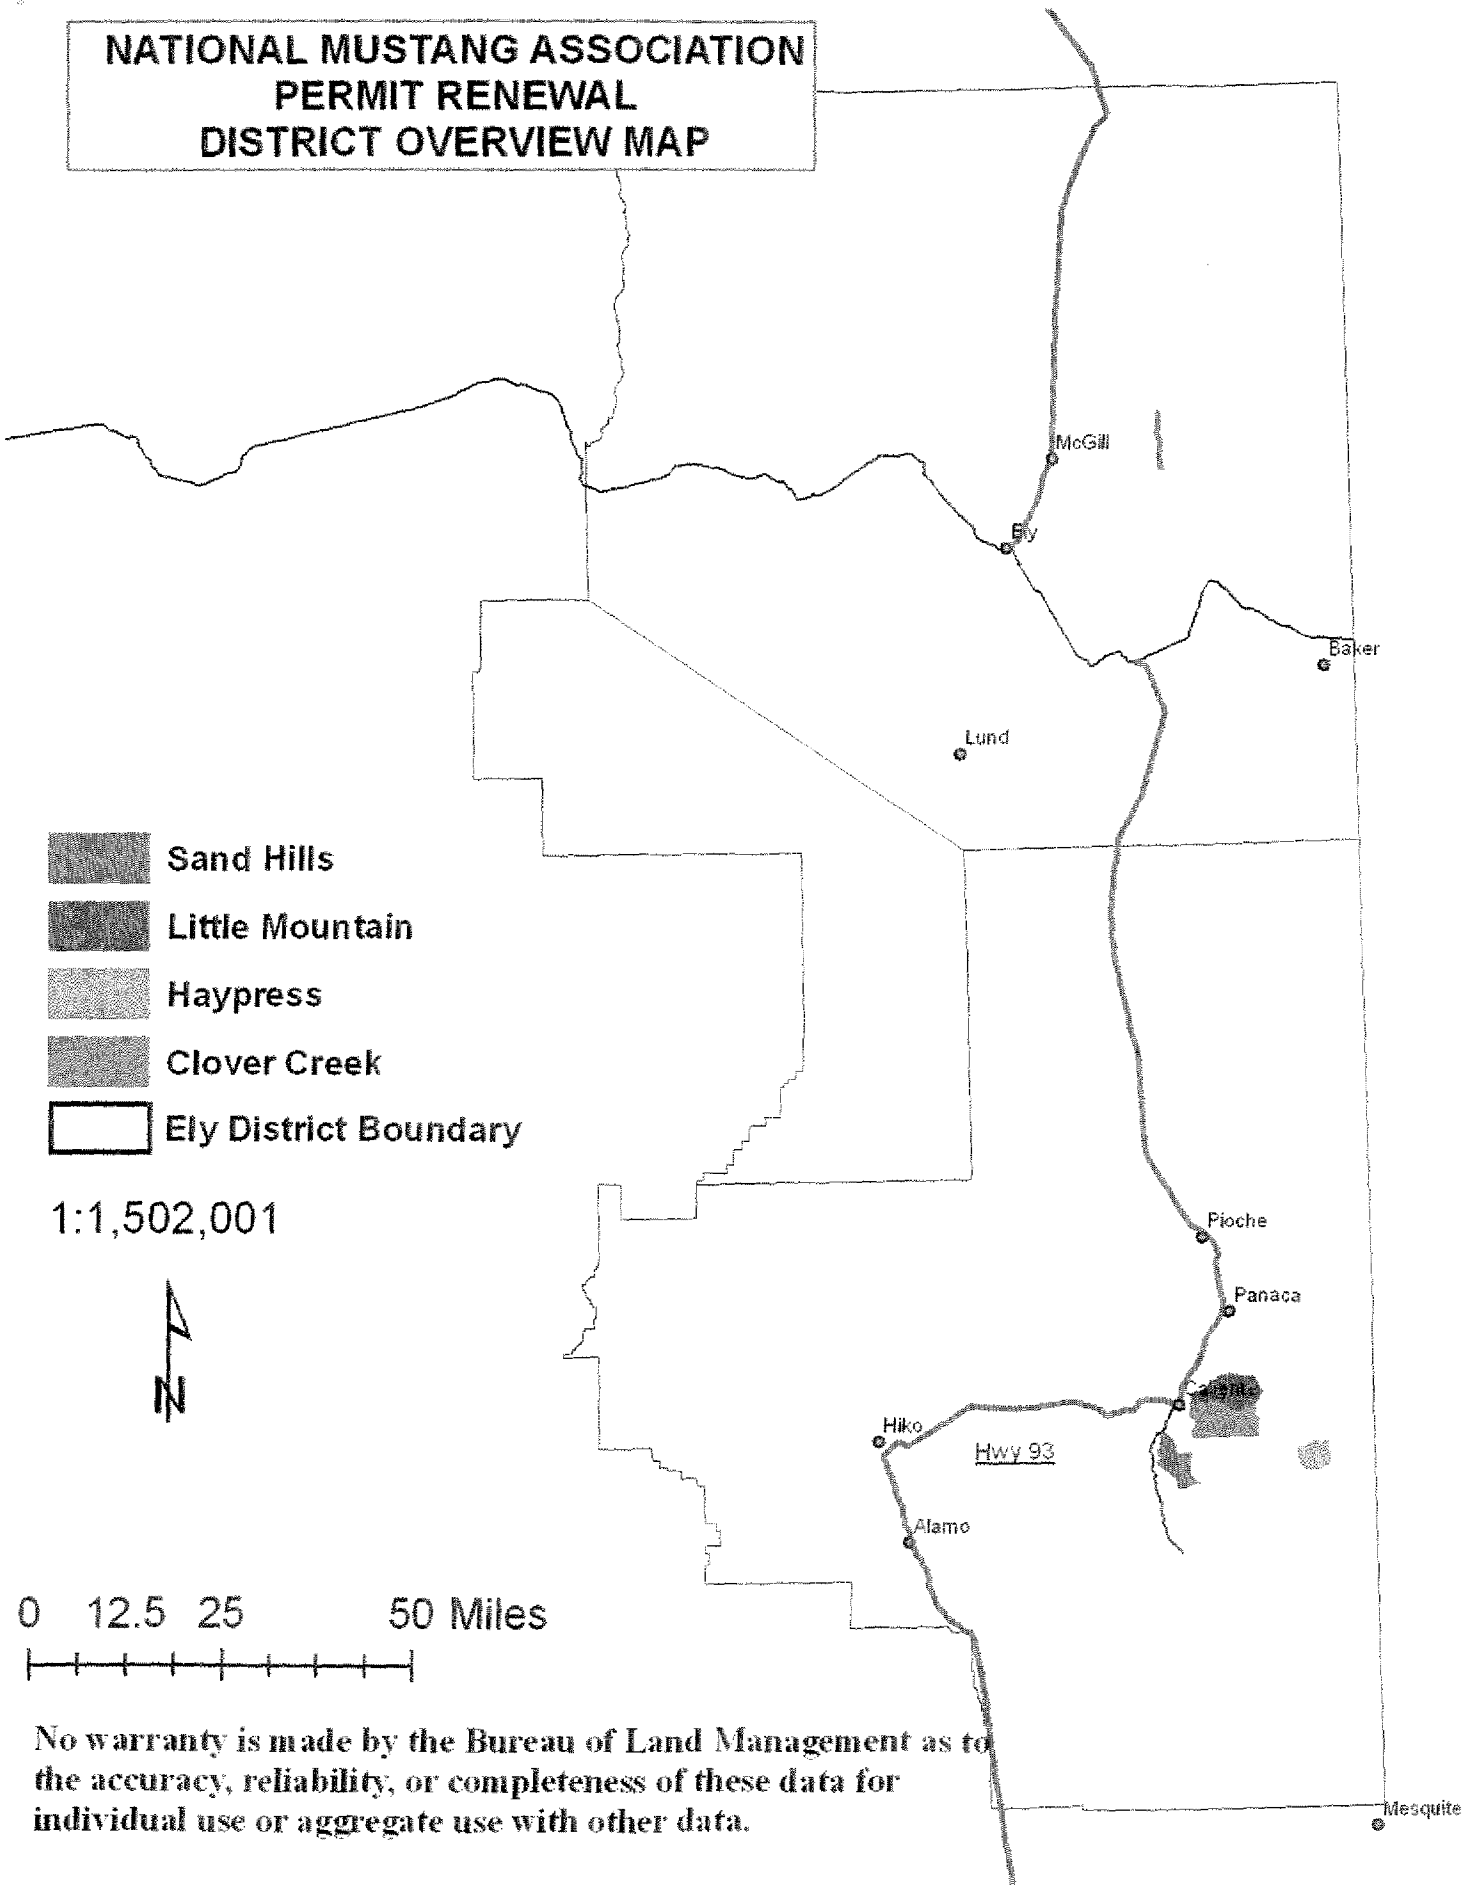 NATIONAL MUSTANG ASSOCIATION
PERMIT RENEWAL
DISTRICT OVERVIEW MAP
McGill
Ely
Baker
Lund
Sand Hills
Little Mountain
Haypress
Clover Creek
Ely District Boundary
1:1,502,001
N
Pioche
Panaca
Hiko
Hwy 93
Alamo
0 12.5 25 50 Miles
No warranty is made by the Bureau of Land Management as to
the accuracy, reliability, or completeness of these data for
individual use or aggregate use with other data.
Mesquite